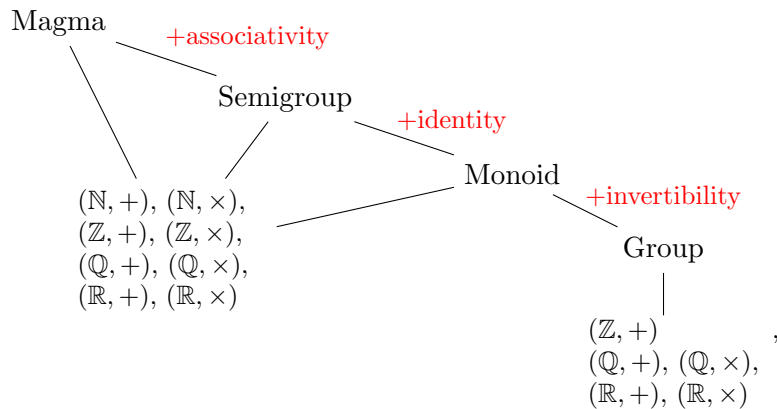 Magma
+associativity
Semigroup
+identity
Monoid
+invertibility
Group
(ℕ, +), (ℕ, ×),
(ℤ, +), (ℤ, ×),
(ℚ, +), (ℚ, ×),
(ℝ, +), (ℝ, ×)
(ℤ, +) ,
(ℚ, +), (ℚ, ×),
(ℝ, +), (ℝ, ×)